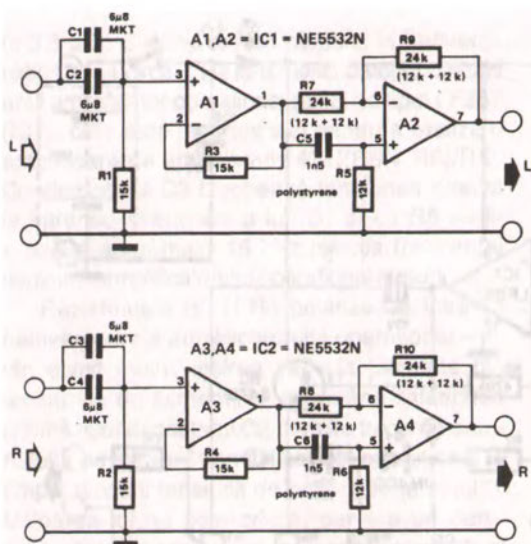 6µ8
MKT
C1
C2
6µ8
MKT
A1,A2 = IC1 = NE5532N
R9
24k
(12 k + 12 k)
3
+
A1
1
2
−
R7
24k
(12 k + 12 k)
6
−
A2
7
5
+
C5
1n5
polystyrene
R3
15k
R1
15k
R5
12k
L
L
6µ8
MKT
C3
C4
6µ8
MKT
A3,A4 = IC2 = NE5532N
R10
24k
(12 k + 12 k)
3
+
A3
1
2
−
R8
24k
(12 k + 12 k)
6
−
A4
7
5
+
C6
1n5
polystyrene
R4
15k
15k
R6
12k
R
R